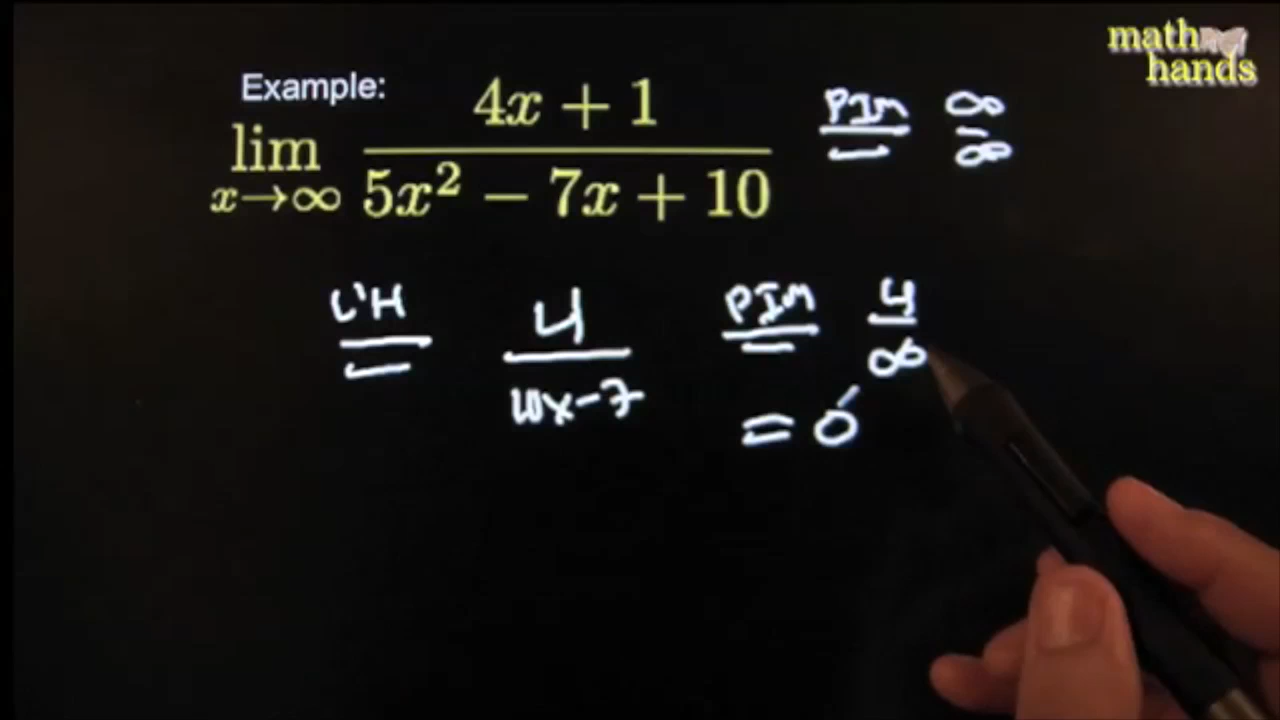 math
hands
Example:
lim x→∞ (4x + 1)/(5x² − 7x + 10) PIM = ∞/∞
L'H = 4/(10x-7) PIM = 4/∞
= 0